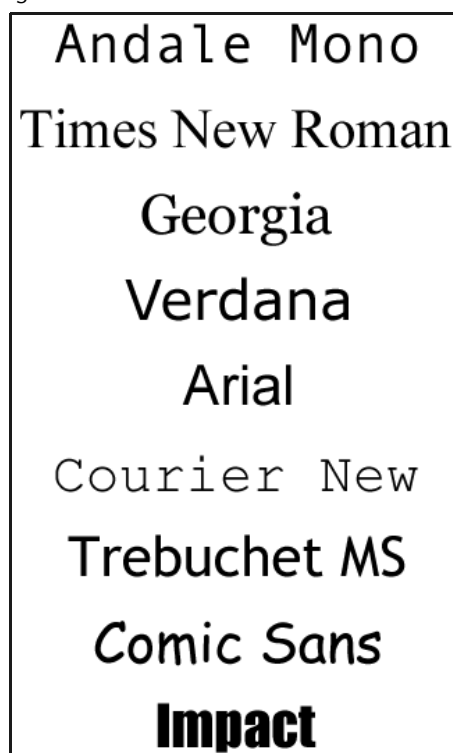 Andale Mono
Times New Roman
Georgia
Verdana
Arial
Courier New
Trebuchet MS
Comic Sans
Impact